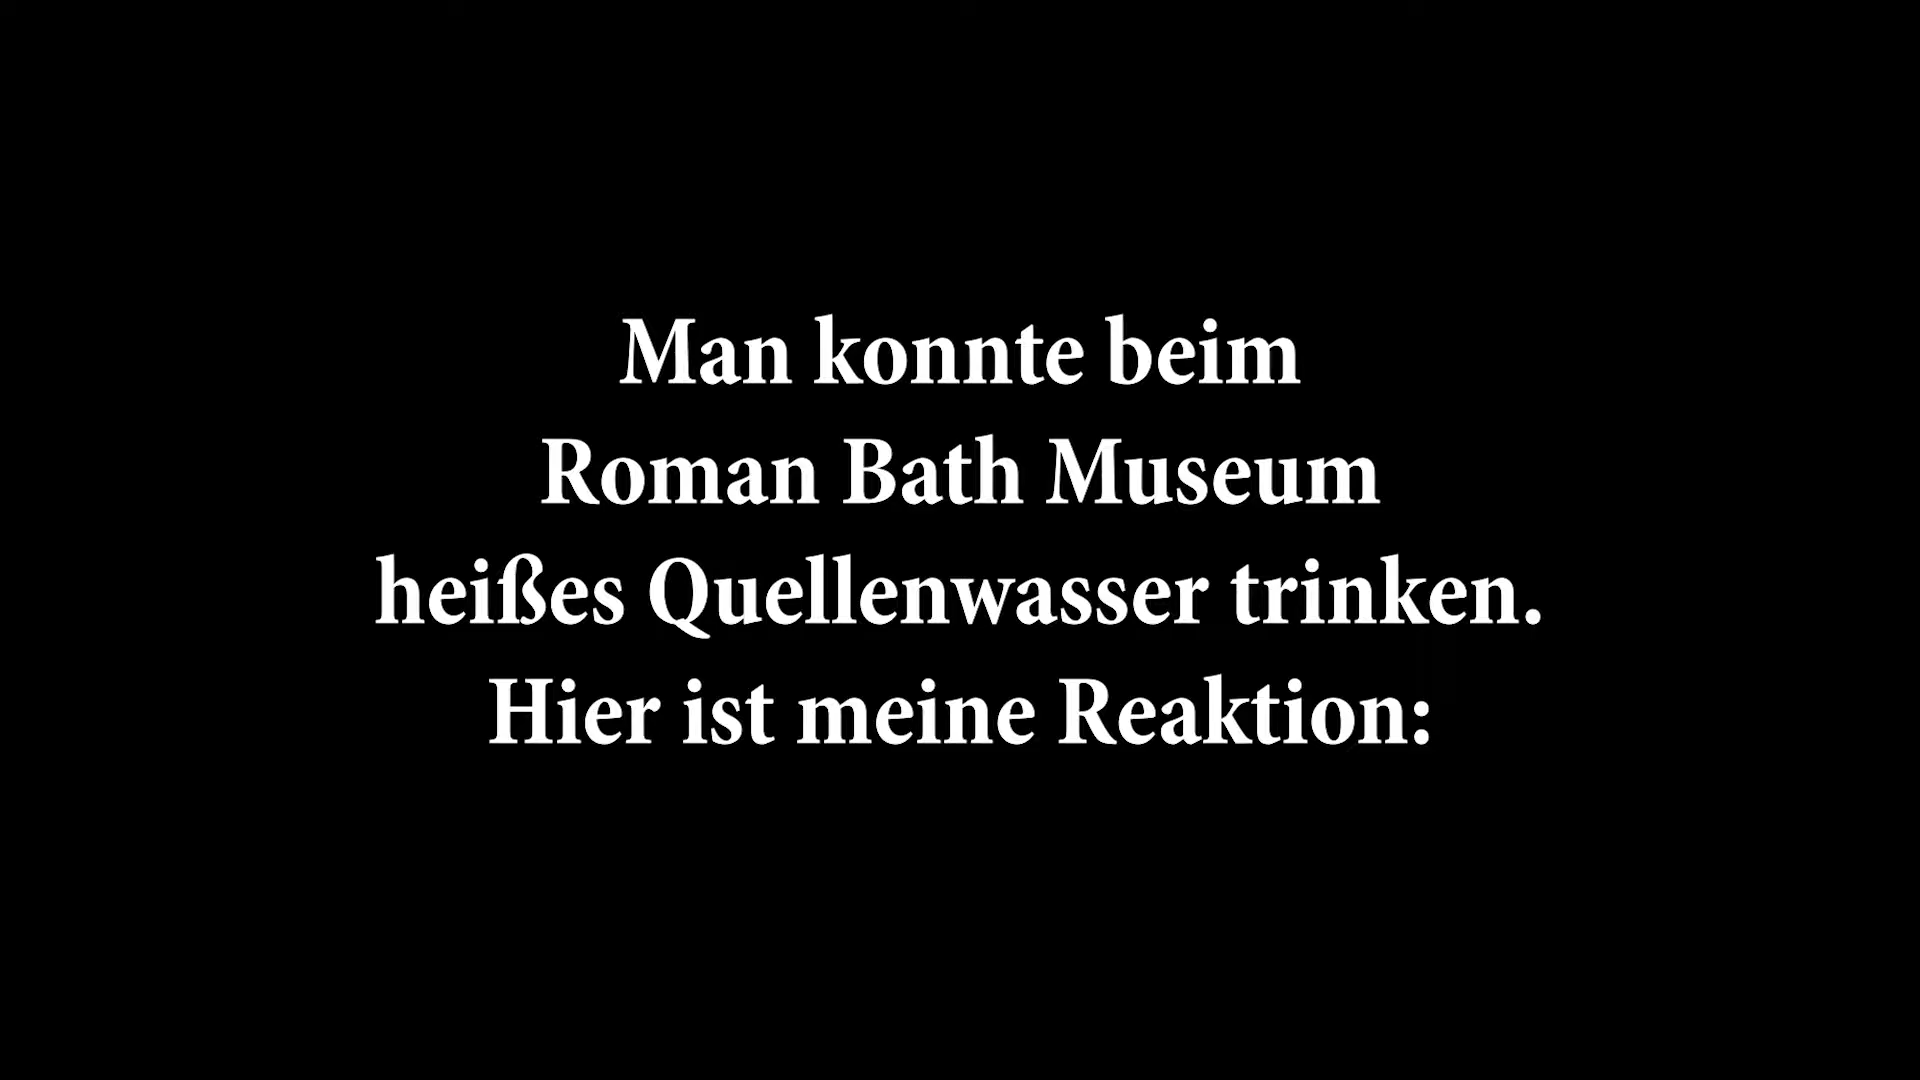 Man konnte beim
Roman Bath Museum
heißes Quellenwasser trinken.
Hier ist meine Reaktion: